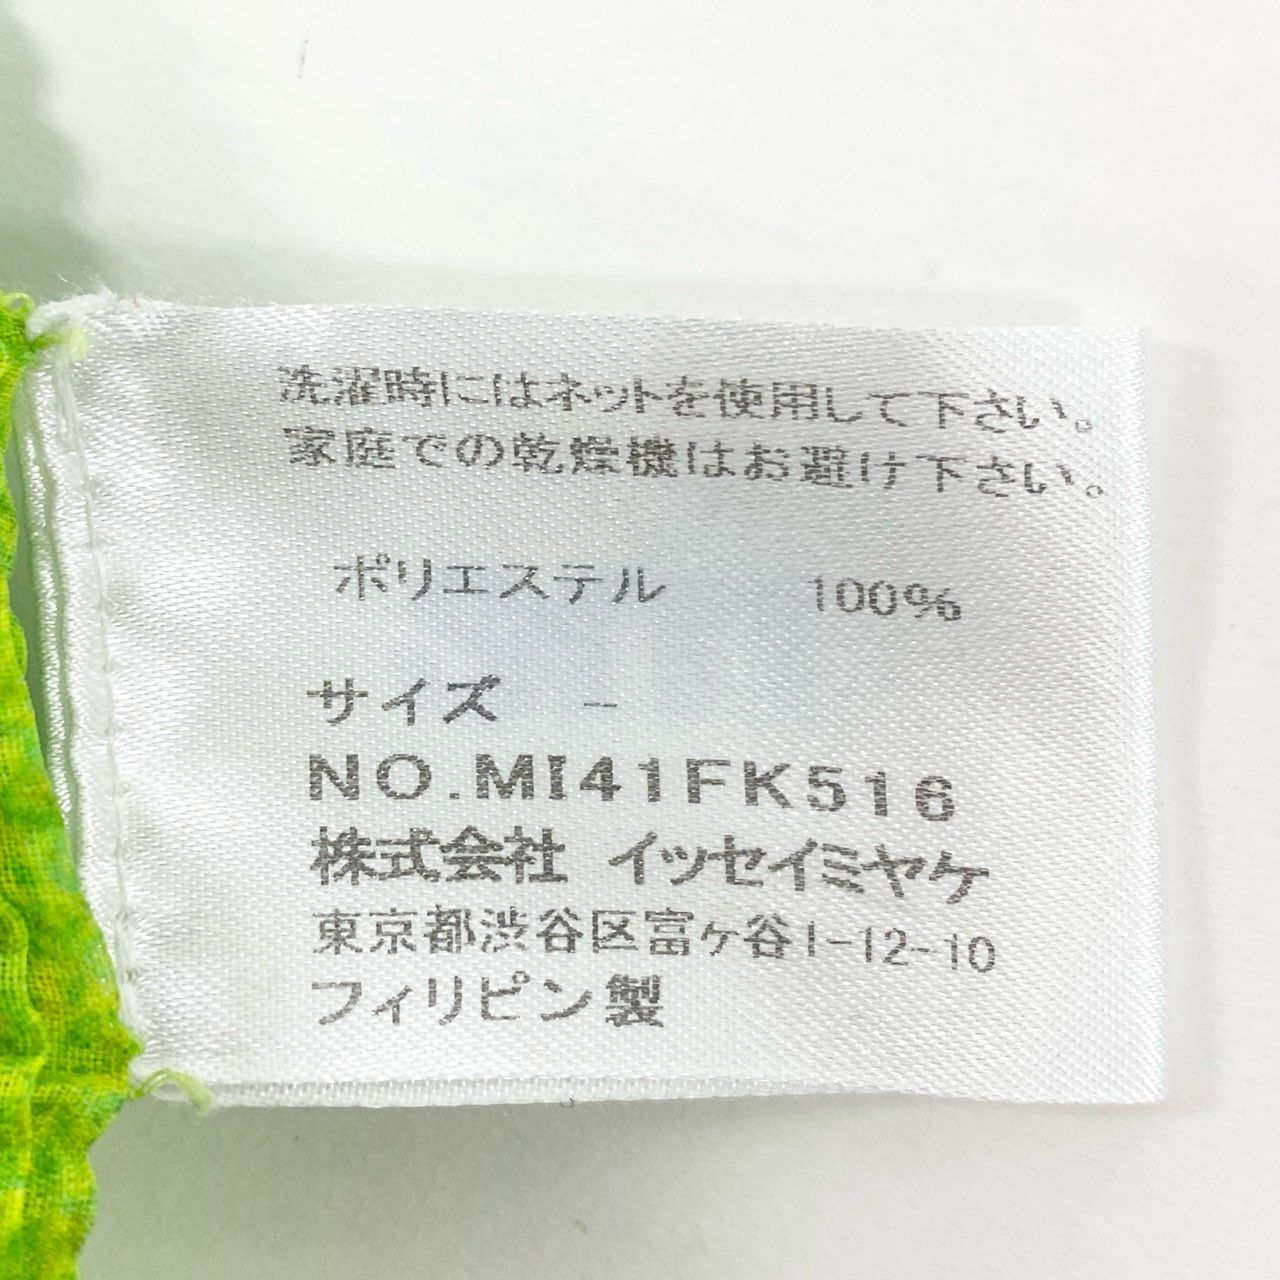 洗濯時にはネットを使用して下さい。
家庭での乾燥機はお避け下さい。
ポリエステル 100%
サイズ -
NO.MI41FK516
株式会社 イッセイミヤケ
東京都渋谷区富ヶ谷1-12-10
フィリピン製